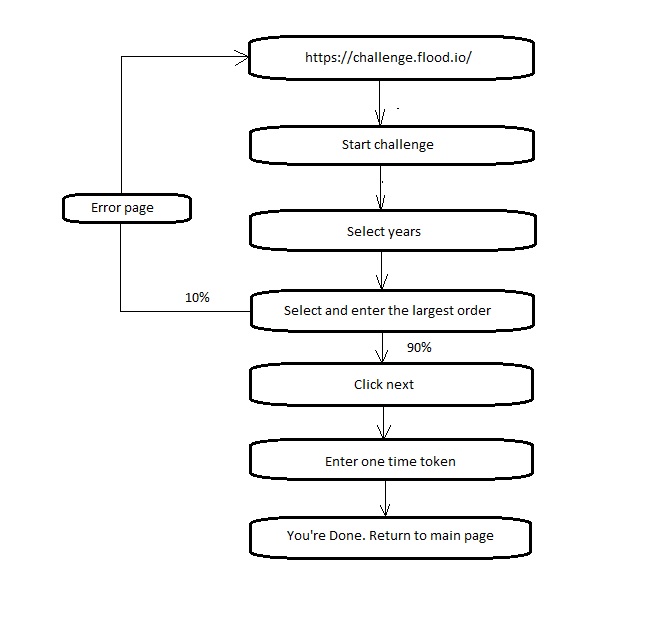 https://challenge.flood.io/
Start challenge
Error page
Select years
10%
Select and enter the largest order
90%
Click next
Enter one time token
You're Done. Return to main page